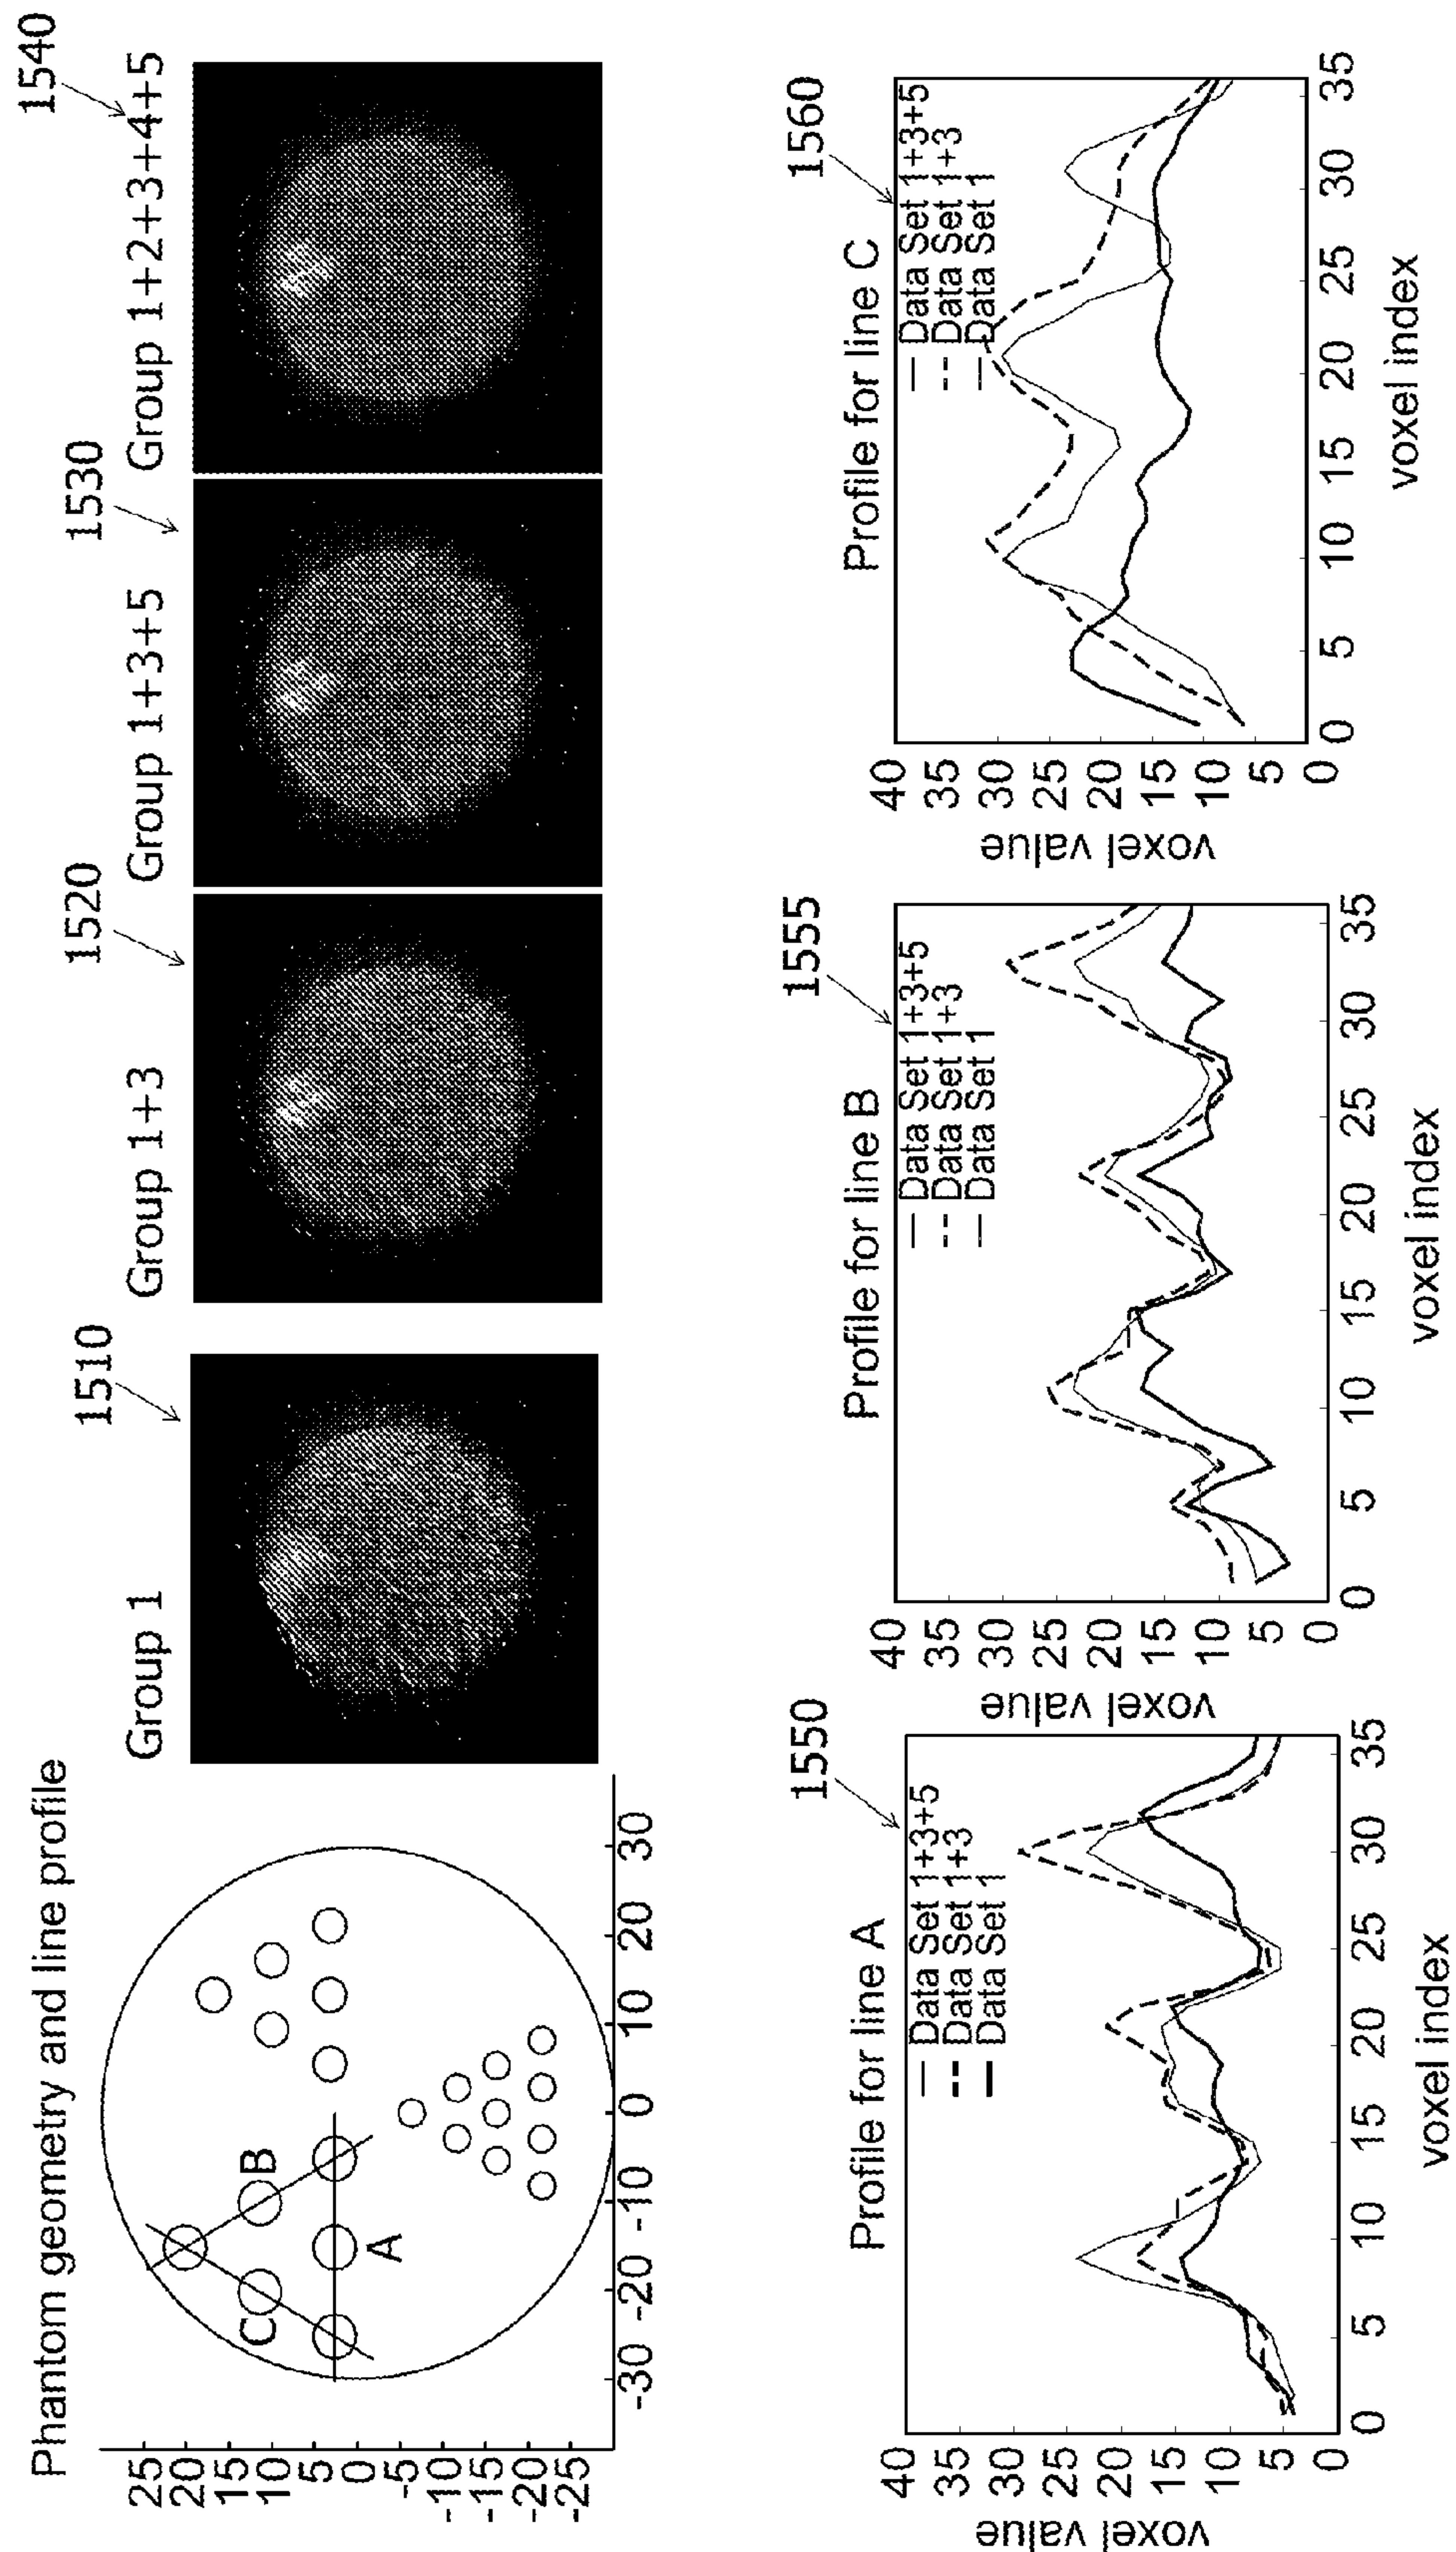 Phantom geometry and line profile
25
20
15
10
5
0
-5
-10
-15
-20
-25
-30 -20 -10 0 10 20 30
C
B
A
Group 1
1510
Group 1+3
1520
Group 1+3+5
1530
Group 1+2+3+4+5
1540
Profile for line A
1550
Data Set 1+3+5
Data Set 1+3
Data Set 1
voxel value
40
35
30
25
20
15
10
5
0
0 5 10 15 20 25 30 35
voxel index
Profile for line B
1555
Data Set 1+3+5
Data Set 1+3
Data Set 1
voxel value
40
35
30
25
20
15
10
5
0
0 5 10 15 20 25 30 35
voxel index
Profile for line C
1560
Data Set 1+3+5
Data Set 1+3
Data Set 1
voxel value
40
35
30
25
20
15
10
5
0
0 5 10 15 20 25 30 35
voxel index